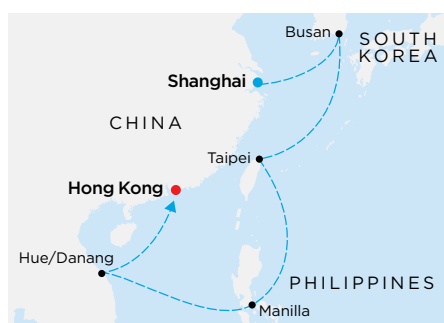 Busan
SOUTH
KOREA
Shanghai
CHINA
Taipei
Hong Kong
Hue/Danang
PHILIPPINES
Manilla